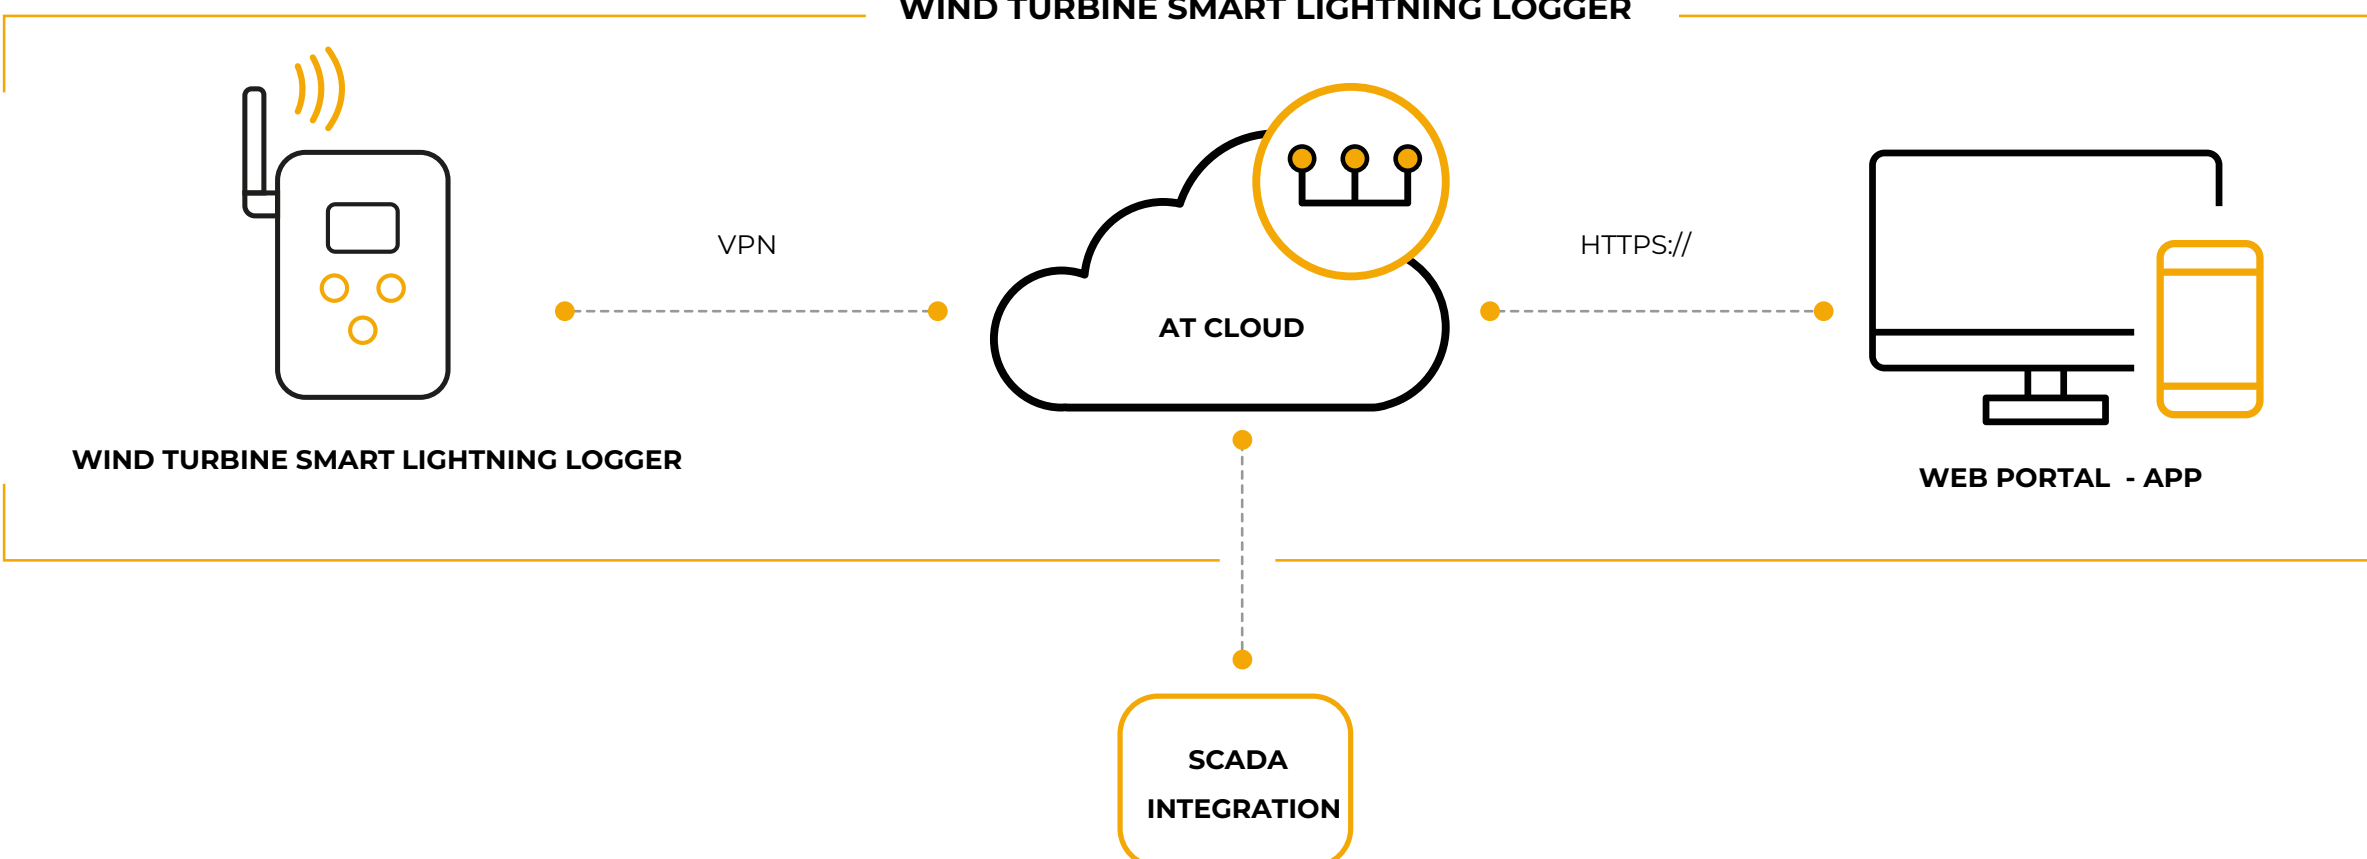 WIND TURBINE SMART LIGHTNING LOGGER
VPN
HTTPS://
AT CLOUD
WIND TURBINE SMART LIGHTNING LOGGER
WEB PORTAL - APP
SCADA
INTEGRATION